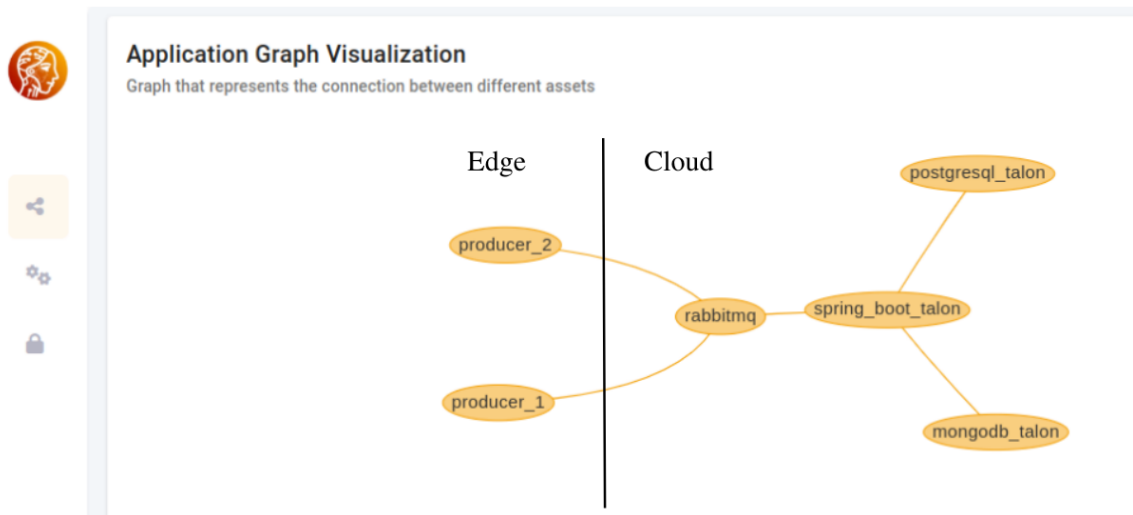 Application Graph Visualization
Graph that represents the connection between different assets
Edge
Cloud
postgresql_talon
producer_2
rabbitmq
spring_boot_talon
producer_1
mongodb_talon